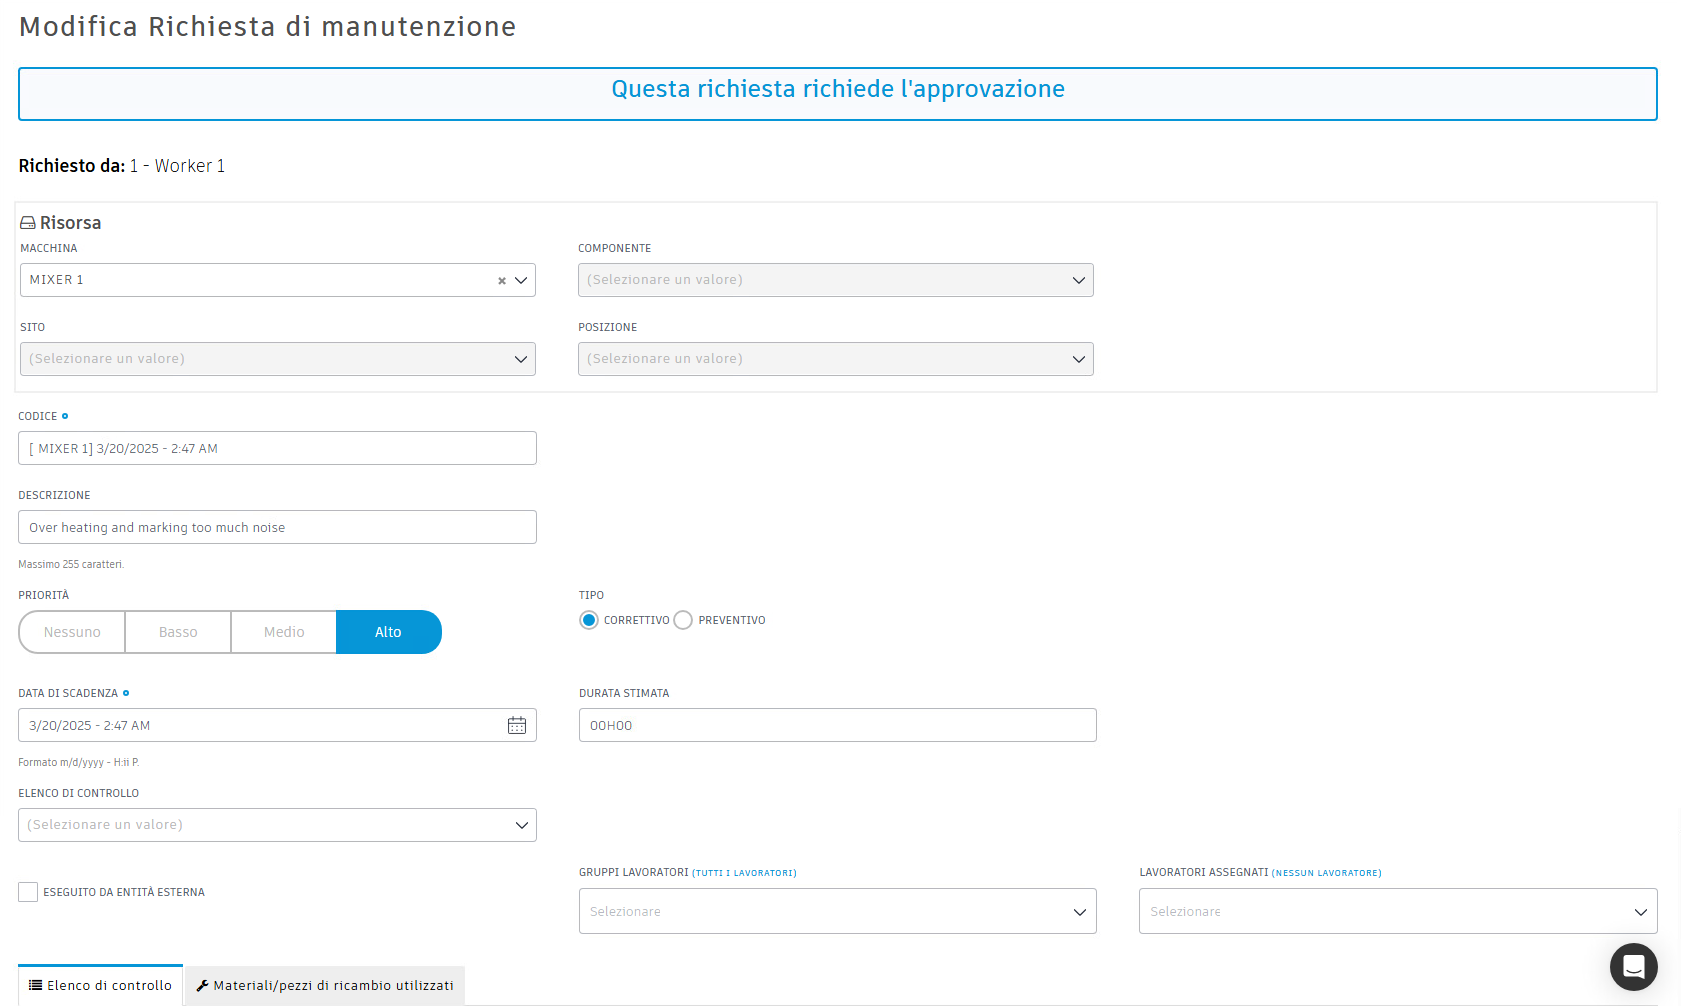 Modifica Richiesta di manutenzione
Questa richiesta richiede l'approvazione
Richiesto da: 1 - Worker 1
Risorsa
MACCHINA
COMPONENTE
MIXER 1
(Selezionare un valore)
SITO
POSIZIONE
(Selezionare un valore)
(Selezionare un valore)
CODICE
[ MIXER 1] 3/20/2025 - 2:47 AM
DESCRIZIONE
Over heating and marking too much noise
Massimo 255 caratteri.
PRIORITÀ
TIPO
Nessuno
Basso
Medio
Alto
CORRETTIVO
PREVENTIVO
DATA DI SCADENZA
DURATA STIMATA
3/20/2025 - 2:47 AM
00H00
Formato m/d/yyyy - H:ii P.
ELENCO DI CONTROLLO
(Selezionare un valore)
GRUPPI LAVORATORI (TUTTI I LAVORATORI)
LAVORATORI ASSEGNATI (NESSUN LAVORATORE)
ESEGUITO DA ENTITÀ ESTERNA
Selezionare
Selezionare
Elenco di controllo
Materiali/pezzi di ricambio utilizzati